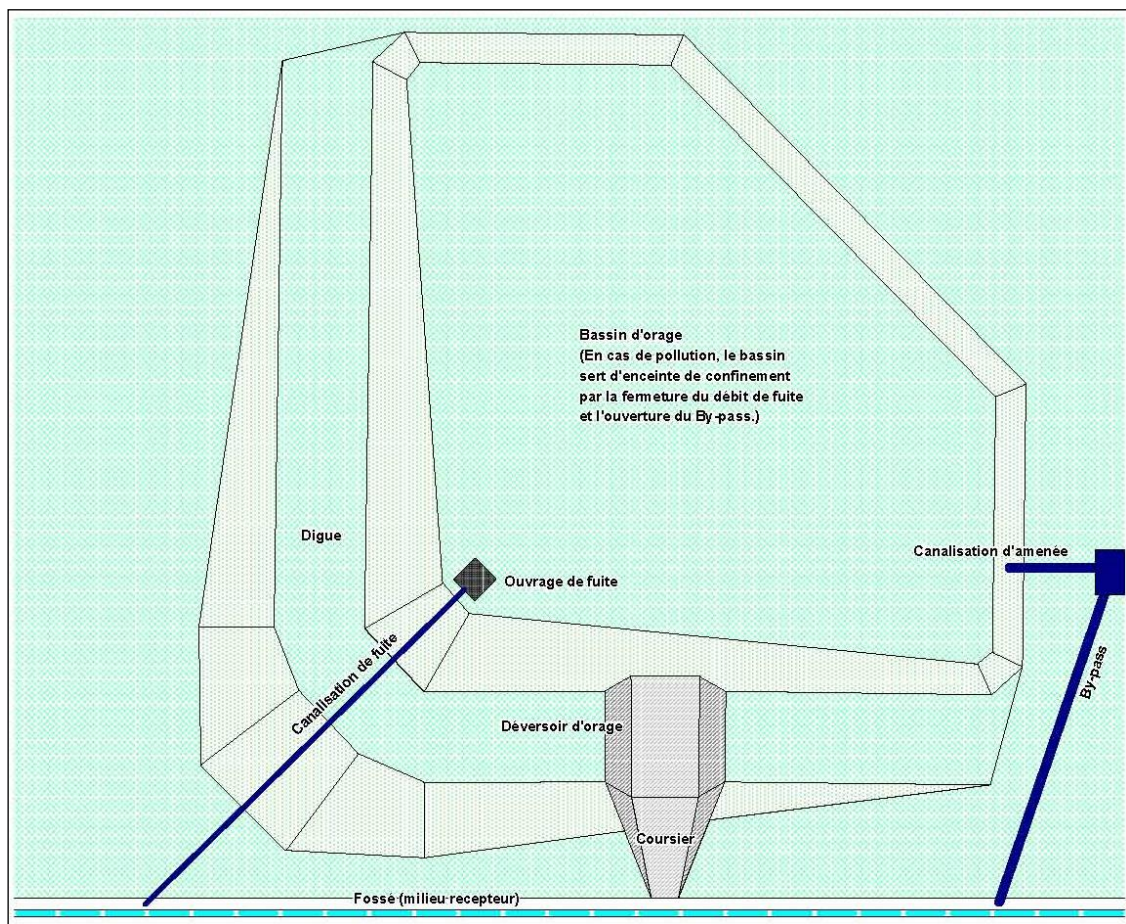 Bassin d'orage
(En cas de pollution, le bassin
sert d'enceinte de confinement
par la fermeture du débit de fuite
et l'ouverture du By-pass.)
Digue
Canalisation d'amenée
Ouvrage de fuite
Canalisation de fuite
By-pass
Déversoir d'orage
Coursier
Fossé (milieu recepteur)